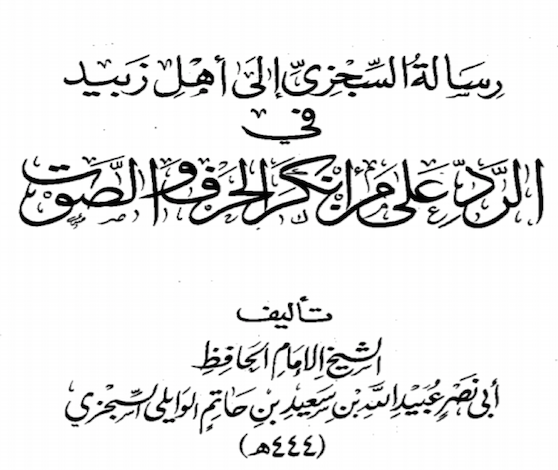 رسالة السجزي إلى أهل زبيد
في
الرد على من أنكر الحرف والصوت
تأليف
الشيخ الإمام الحافظ
أبي نصر عبيد الله بن سعيد بن حاتم الوايلي السجزي
(٤٤٤هـ)